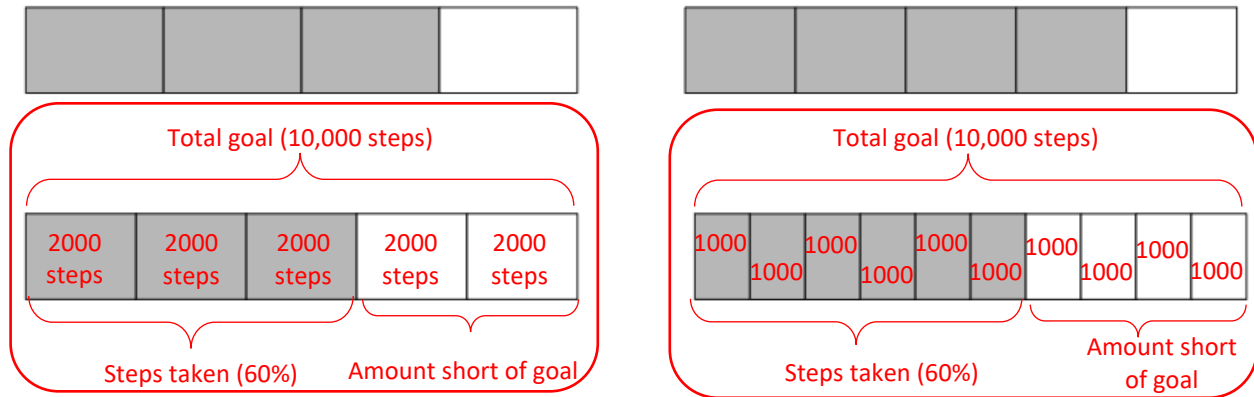 Total goal (10,000 steps)
2000 steps
2000 steps
2000 steps
2000 steps
2000 steps
Steps taken (60%)
Amount short of goal
Total goal (10,000 steps)
1000
1000
1000
1000
1000
1000
1000
1000
1000
1000
Steps taken (60%)
Amount short
of goal